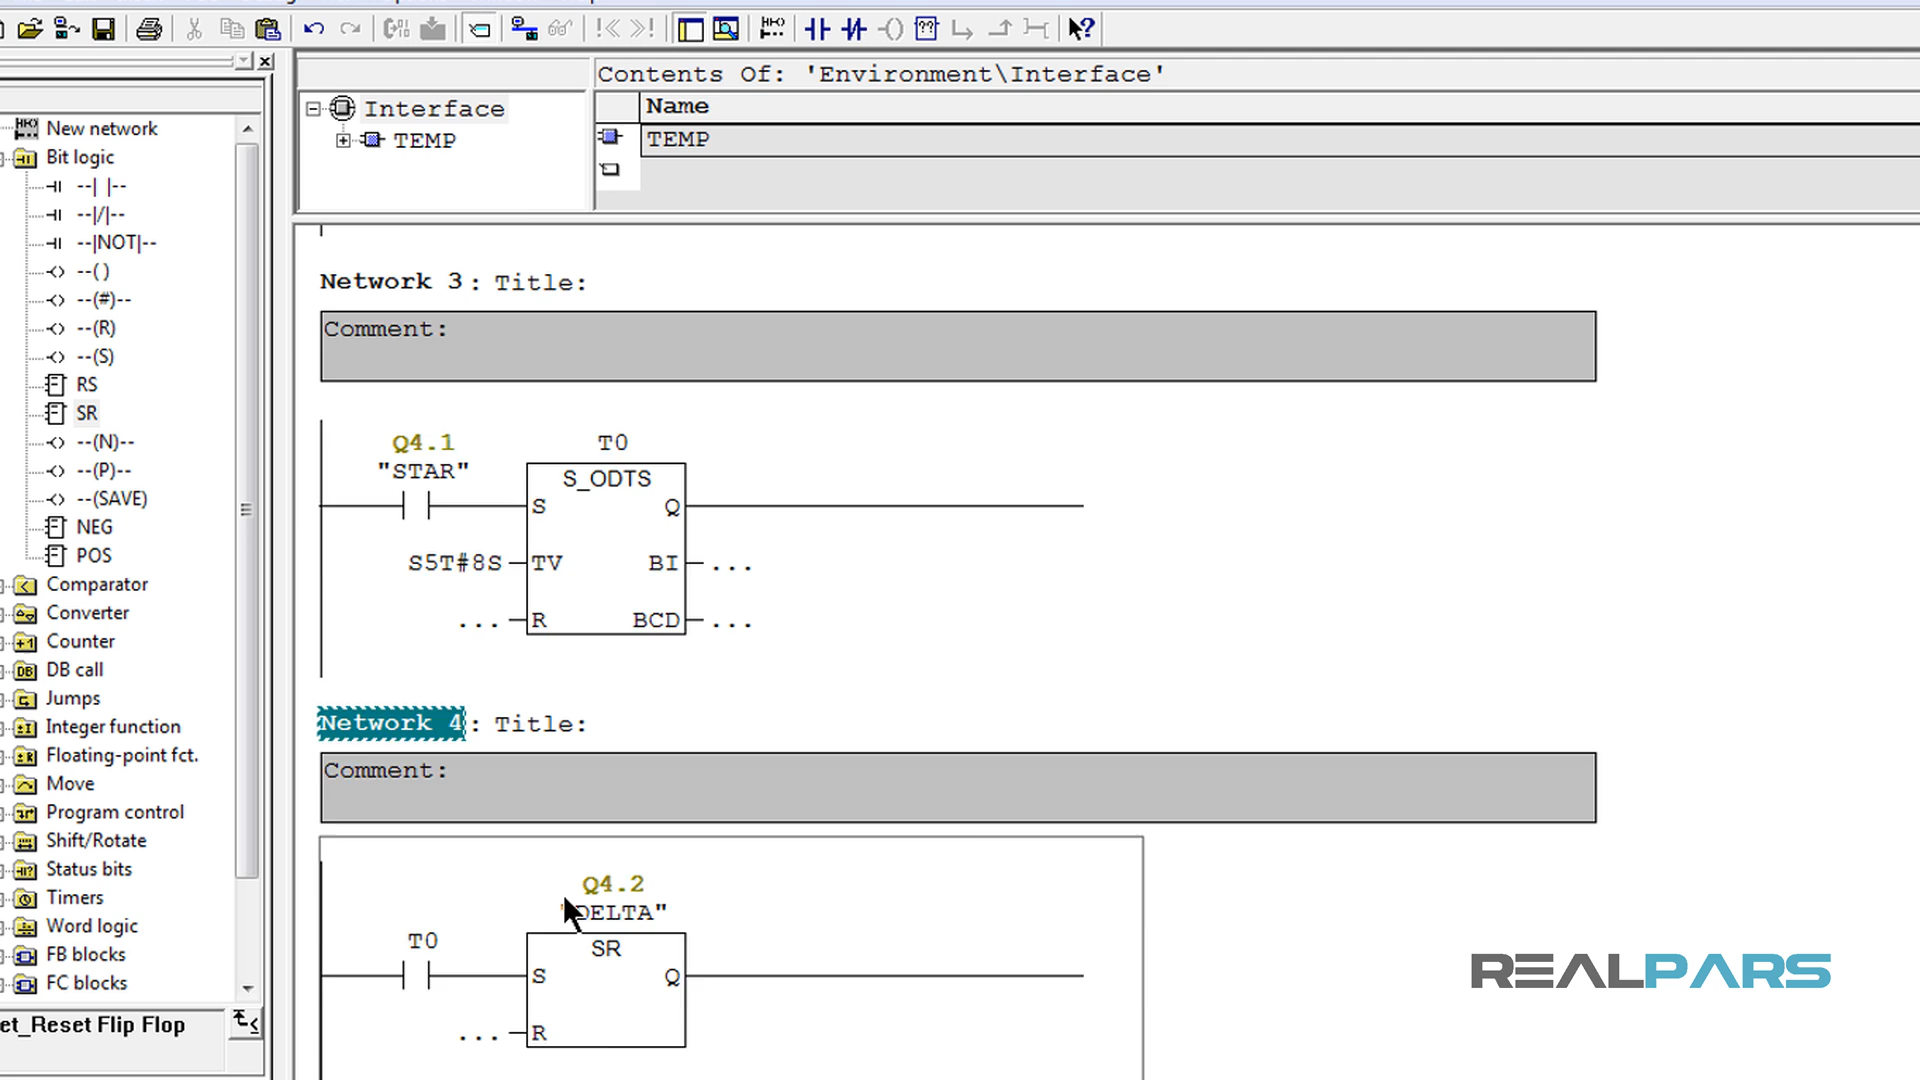 Contents Of: 'Environment\Interface'
Interface
TEMP
Name
TEMP
New network
Bit logic
--| |--
--|/|--
--|NOT|--
--( )
--(#)--
--(R)
--(S)
RS
SR
--(N)--
--(P)--
--(SAVE)
NEG
POS
Comparator
Converter
Counter
DB call
Jumps
Integer function
Floating-point fct.
Move
Program control
Shift/Rotate
Status bits
Timers
Word logic
FB blocks
FC blocks
et_Reset Flip Flop
Network 3: Title:
Comment:
Q4.1 T0
"STAR" S_ODTS
S Q
S5T#8S TV BI ...
... R BCD ...
Network 4: Title:
Comment:
Q4.2
"DELTA"
T0 SR
S Q
... R
REALPARS